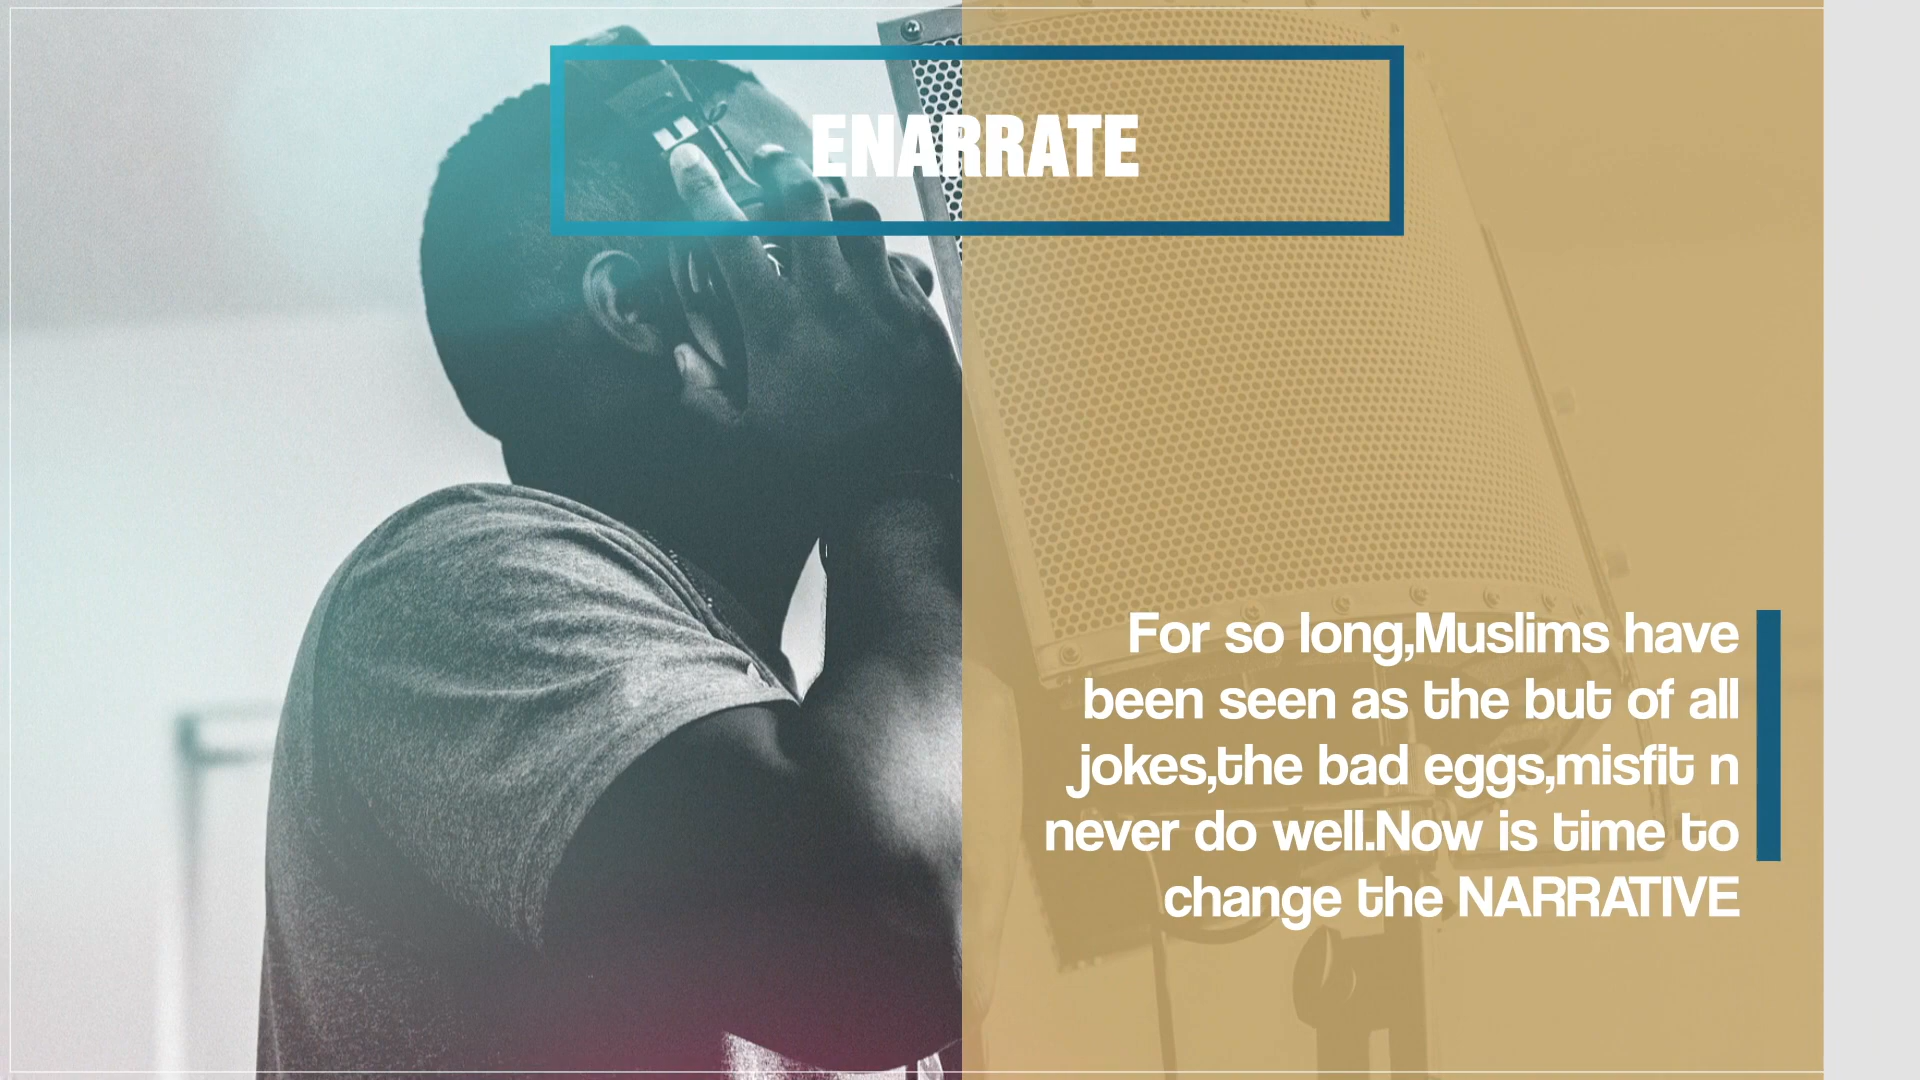 ENARRATE
For so long,Muslims have
been seen as the but of all
jokes,the bad eggs,misfit n
never do well.Now is time to
change the NARRATIVE